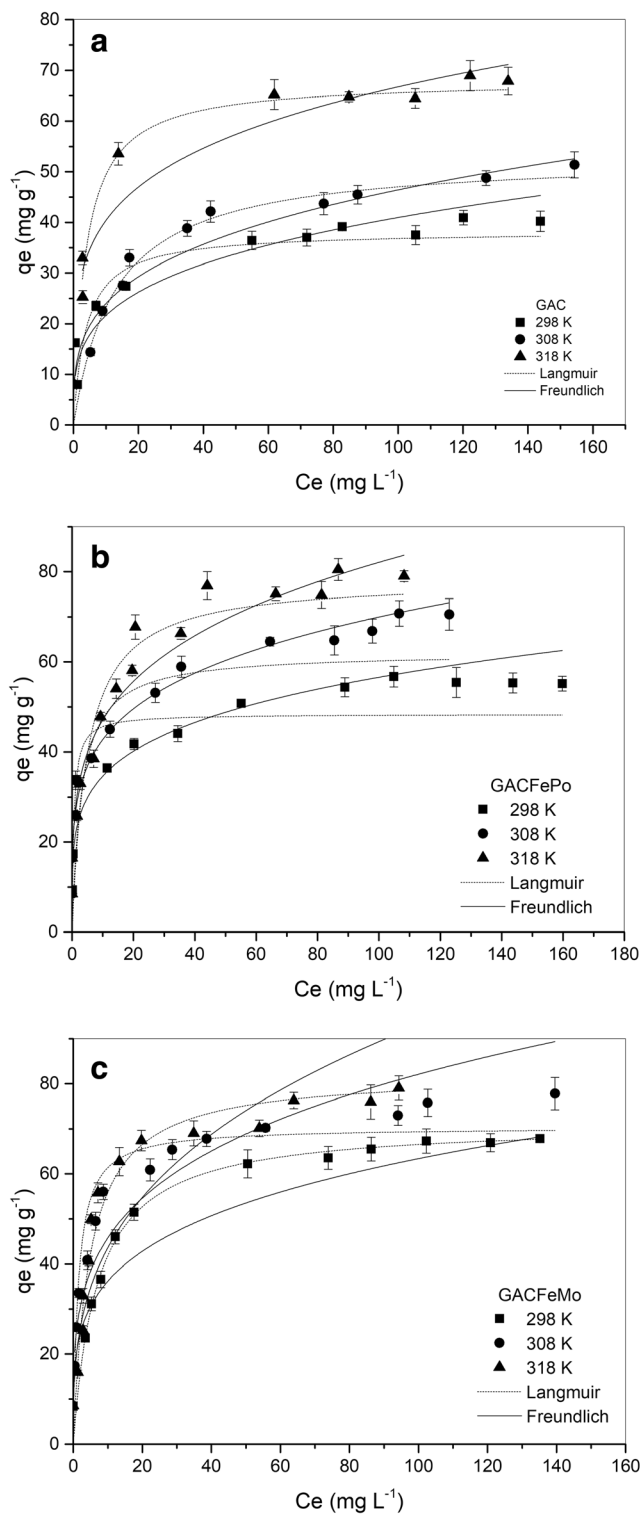 a
80
70
60
50
40
30
20
10
0
qe (mg g⁻¹)
GAC
298 K
308 K
318 K
Langmuir
Freundlich
0 20 40 60 80 100 120 140 160
Ce (mg L⁻¹)
b
80
60
40
20
0
qe (mg g⁻¹)
GACFePo
298 K
308 K
318 K
Langmuir
Freundlich
0 20 40 60 80 100 120 140 160 180
Ce (mg L⁻¹)
c
80
60
40
20
0
qe (mg g⁻¹)
GACFeMo
298 K
308 K
318 K
Langmuir
Freundlich
0 20 40 60 80 100 120 140 160
Ce (mg L⁻¹)